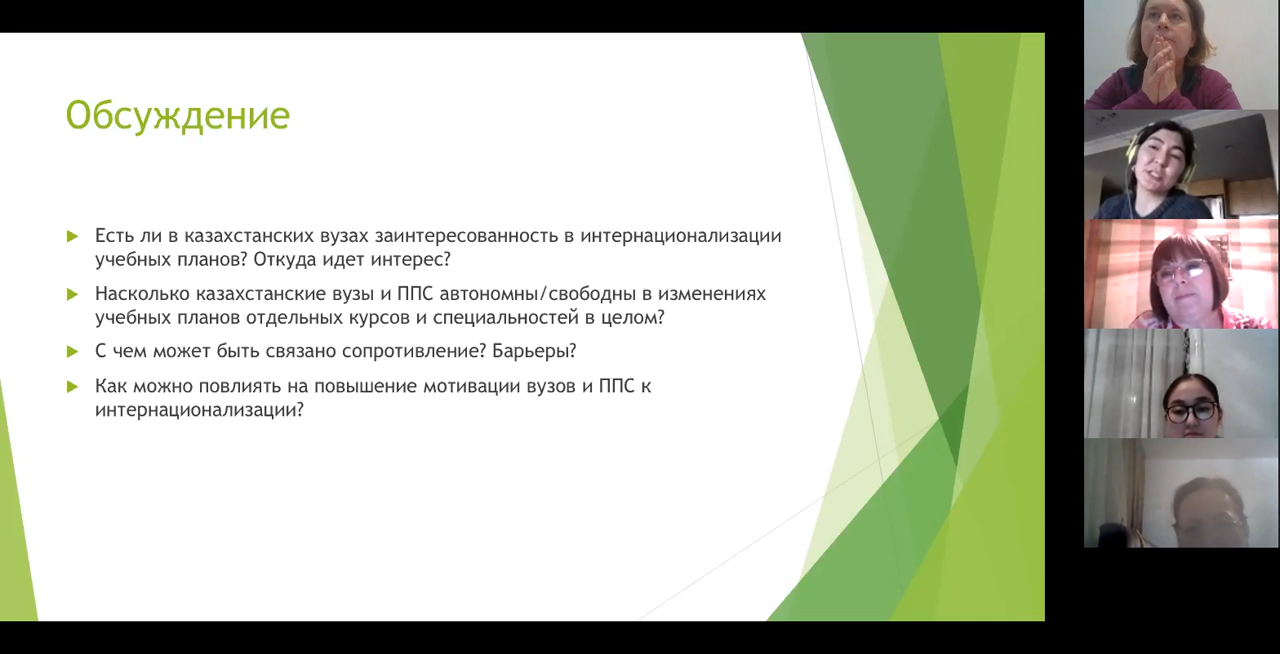 Обсуждение
Есть ли в казахстанских вузах заинтересованность в интернационализации
учебных планов? Откуда идет интерес?
Насколько казахстанские вузы и ППС автономны/свободны в изменениях
учебных планов отдельных курсов и специальностей в целом?
С чем может быть связано сопротивление? Барьеры?
Как можно повлиять на повышение мотивации вузов и ППС к
интернационализации?